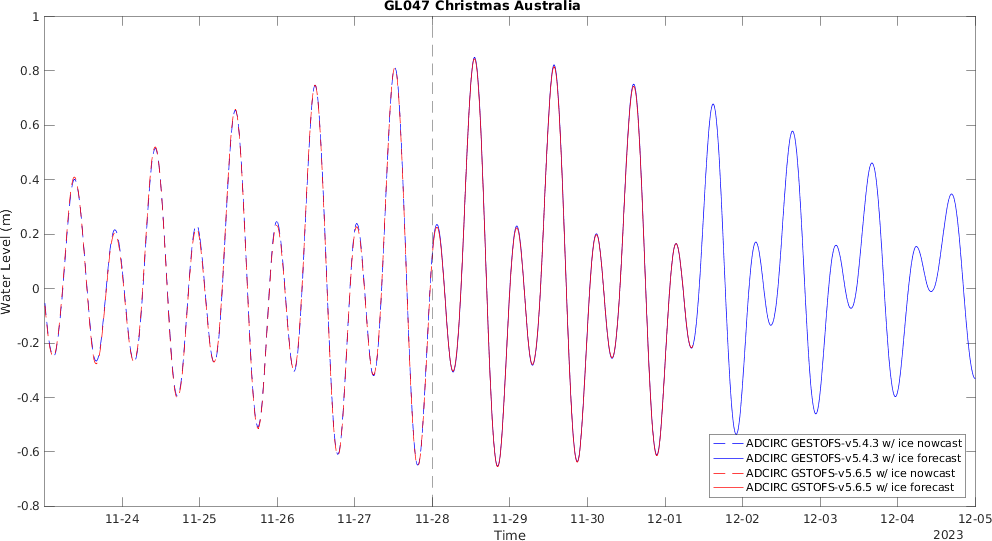 GL047 Christmas Australia
Water Level (m)
1
0.8
0.6
0.4
0.2
0
-0.2
-0.4
-0.6
-0.8
ADCIRC GESTOFS-v5.4.3 w/ ice nowcast
ADCIRC GESTOFS-v5.4.3 w/ ice forecast
ADCIRC GSTOFS-v5.6.5 w/ ice nowcast
ADCIRC GSTOFS-v5.6.5 w/ ice forecast
11-24 11-25 11-26 11-27 11-28 11-29 11-30 12-01 12-02 12-03 12-04 12-05
Time
2023